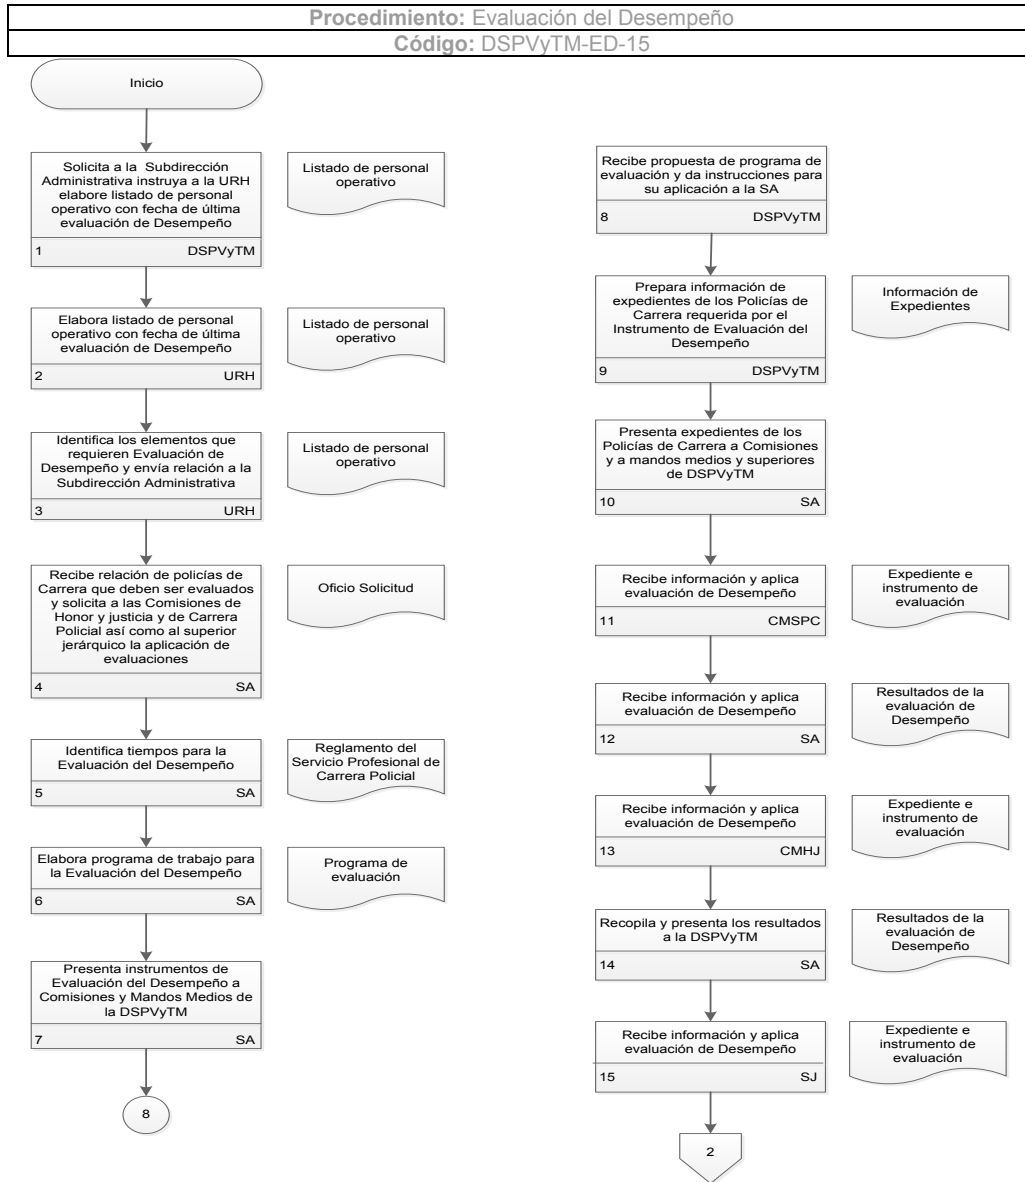 Procedimiento: Evaluación del Desempeño
Código: DSPVyTM-ED-15
Inicio
Solicita a la Subdirección
Administrativa instruya a la URH
elabore listado de personal
operativo con fecha de última
evaluación de Desempeño
1 DSPVyTM
Listado de personal
operativo
Elabora listado de personal
operativo con fecha de última
evaluación de Desempeño
2 URH
Listado de personal
operativo
Identifica los elementos que
requieren Evaluación de
Desempeño y envía relación a la
Subdirección Administrativa
3 URH
Listado de personal
operativo
Recibe relación de policías de
Carrera que deben ser evaluados
y solicita a las Comisiones de
Honor y justicia y de Carrera
Policial así como al superior
jerárquico la aplicación de
evaluaciones
4 SA
Oficio Solicitud
Identifica tiempos para la
Evaluación del Desempeño
5 SA
Reglamento del
Servicio Profesional de
Carrera Policial
Elabora programa de trabajo para
la Evaluación del Desempeño
6 SA
Programa de
evaluación
Presenta instrumentos de
Evaluación del Desempeño a
Comisiones y Mandos Medios de
la DSPVyTM
7 SA
8
Recibe propuesta de programa de
evaluación y da instrucciones para
su aplicación a la SA
8 DSPVyTM
Prepara información de
expedientes de los Policías de
Carrera requerida por el
Instrumento de Evaluación del
Desempeño
9 DSPVyTM
Información de
Expedientes
Presenta expedientes de los
Policías de Carrera a Comisiones
y a mandos medios y superiores
de DSPVyTM
10 SA
Recibe información y aplica
evaluación de Desempeño
11 CMSPC
Expediente e
instrumento de
evaluación
Recibe información y aplica
evaluación de Desempeño
12 SA
Resultados de la
evaluación de
Desempeño
Recibe información y aplica
evaluación de Desempeño
13 CMHJ
Expediente e
instrumento de
evaluación
Recopila y presenta los resultados
a la DSPVyTM
14 SA
Resultados de la
evaluación de
Desempeño
Recibe información y aplica
evaluación de Desempeño
15 SJ
Expediente e
instrumento de
evaluación
2